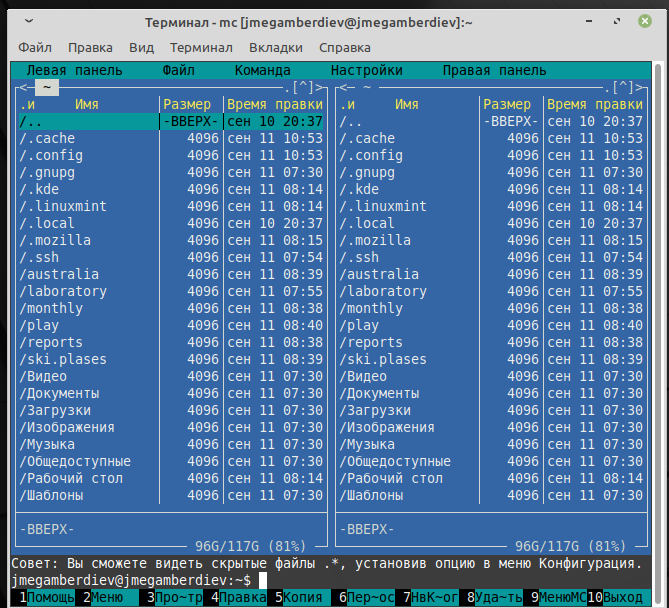 Терминал - mc [jmegamberdiev@jmegamberdiev]:~
Файл Правка Вид Терминал Вкладки Справка
Левая панель Файл Команда Настройки Правая панель
<─ ~ ─.[^]> <─ ~ ─.[^]>
.и Имя Размер Время правки .и Имя Размер Время правки
/.. -ВВЕРХ- сен 10 20:37 /.. -ВВЕРХ- сен 10 20:37
/.cache 4096 сен 11 10:53 /.cache 4096 сен 11 10:53
/.config 4096 сен 11 10:53 /.config 4096 сен 11 10:53
/.gnupg 4096 сен 11 07:30 /.gnupg 4096 сен 11 07:30
/.kde 4096 сен 11 08:14 /.kde 4096 сен 11 08:14
/.linuxmint 4096 сен 11 08:14 /.linuxmint 4096 сен 11 08:14
/.local 4096 сен 10 20:37 /.local 4096 сен 10 20:37
/.mozilla 4096 сен 11 08:15 /.mozilla 4096 сен 11 08:15
/.ssh 4096 сен 11 07:54 /.ssh 4096 сен 11 07:54
/australia 4096 сен 11 08:39 /australia 4096 сен 11 08:39
/laboratory 4096 сен 11 07:55 /laboratory 4096 сен 11 07:55
/monthly 4096 сен 11 08:38 /monthly 4096 сен 11 08:38
/play 4096 сен 11 08:40 /play 4096 сен 11 08:40
/reports 4096 сен 11 08:38 /reports 4096 сен 11 08:38
/ski.plases 4096 сен 11 08:39 /ski.plases 4096 сен 11 08:39
/Видео 4096 сен 11 07:30 /Видео 4096 сен 11 07:30
/Документы 4096 сен 11 07:30 /Документы 4096 сен 11 07:30
/Загрузки 4096 сен 11 07:30 /Загрузки 4096 сен 11 07:30
/Изображения 4096 сен 11 07:30 /Изображения 4096 сен 11 07:30
/Музыка 4096 сен 11 07:30 /Музыка 4096 сен 11 07:30
/Общедоступные 4096 сен 11 07:30 /Общедоступные 4096 сен 11 07:30
/Рабочий стол 4096 сен 11 08:14 /Рабочий стол 4096 сен 11 08:14
/Шаблоны 4096 сен 11 07:30 /Шаблоны 4096 сен 11 07:30
-ВВЕРХ- -ВВЕРХ-
96G/117G (81%) 96G/117G (81%)
Совет: Вы сможете видеть скрытые файлы .*, установив опцию в меню Конфигурация.
jmegamberdiev@jmegamberdiev:~$
1Помощь 2Меню 3Про~тр 4Правка 5Копия 6Пер~ос 7НвК~ог 8Уда~ть 9МенюМС 10Выход